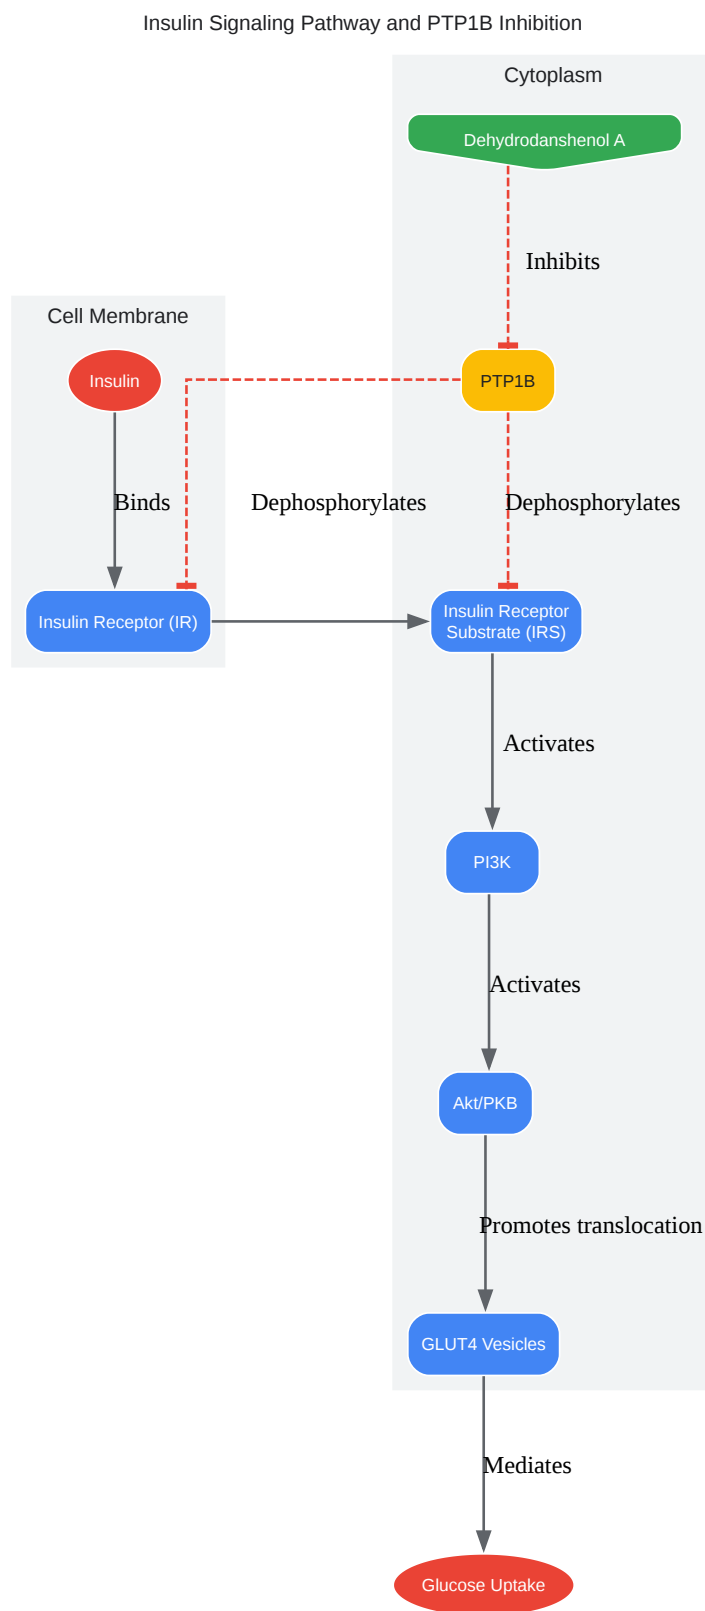 Insulin Signaling Pathway and PTP1B Inhibition
Cytoplasm
Dehydrodanshenol A
Inhibits
Cell Membrane
Insulin
PTP1B
Binds
Dephosphorylates
Dephosphorylates
Insulin Receptor (IR)
Insulin Receptor
Substrate (IRS)
Activates
PI3K
Activates
Akt/PKB
Promotes translocation
GLUT4 Vesicles
Mediates
Glucose Uptake